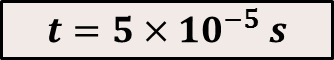 t = 5 × 10⁻⁵ s